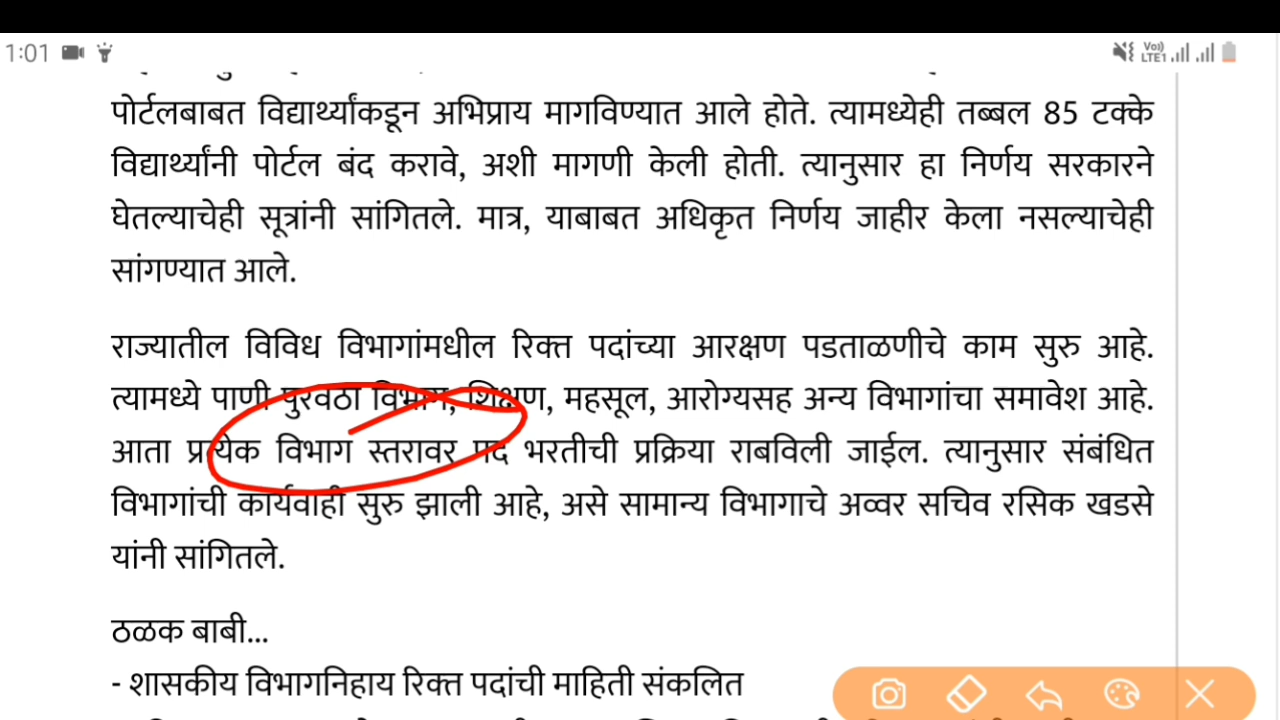 1:01
Vo)) LTE1
पोर्टलबाबत विद्यार्थ्यांकडून अभिप्राय मागविण्यात आले होते. त्यामध्येही तब्बल 85 टक्के
विद्यार्थ्यांनी पोर्टल बंद करावे, अशी मागणी केली होती. त्यानुसार हा निर्णय सरकारने
घेतल्याचेही सूत्रांनी सांगितले. मात्र, याबाबत अधिकृत निर्णय जाहीर केला नसल्याचेही
सांगण्यात आले.
राज्यातील विविध विभागांमधील रिक्त पदांच्या आरक्षण पडताळणीचे काम सुरु आहे.
त्यामध्ये पाणी पुरवठा विभाग, शिक्षण, महसूल, आरोग्यसह अन्य विभागांचा समावेश आहे.
आता प्रत्येक विभाग स्तरावर पद भरतीची प्रक्रिया राबविली जाईल. त्यानुसार संबंधित
विभागांची कार्यवाही सुरु झाली आहे, असे सामान्य विभागाचे अव्वर सचिव रसिक खडसे
यांनी सांगितले.
ठळक बाबी...
- शासकीय विभागनिहाय रिक्त पदांची माहिती संकलित